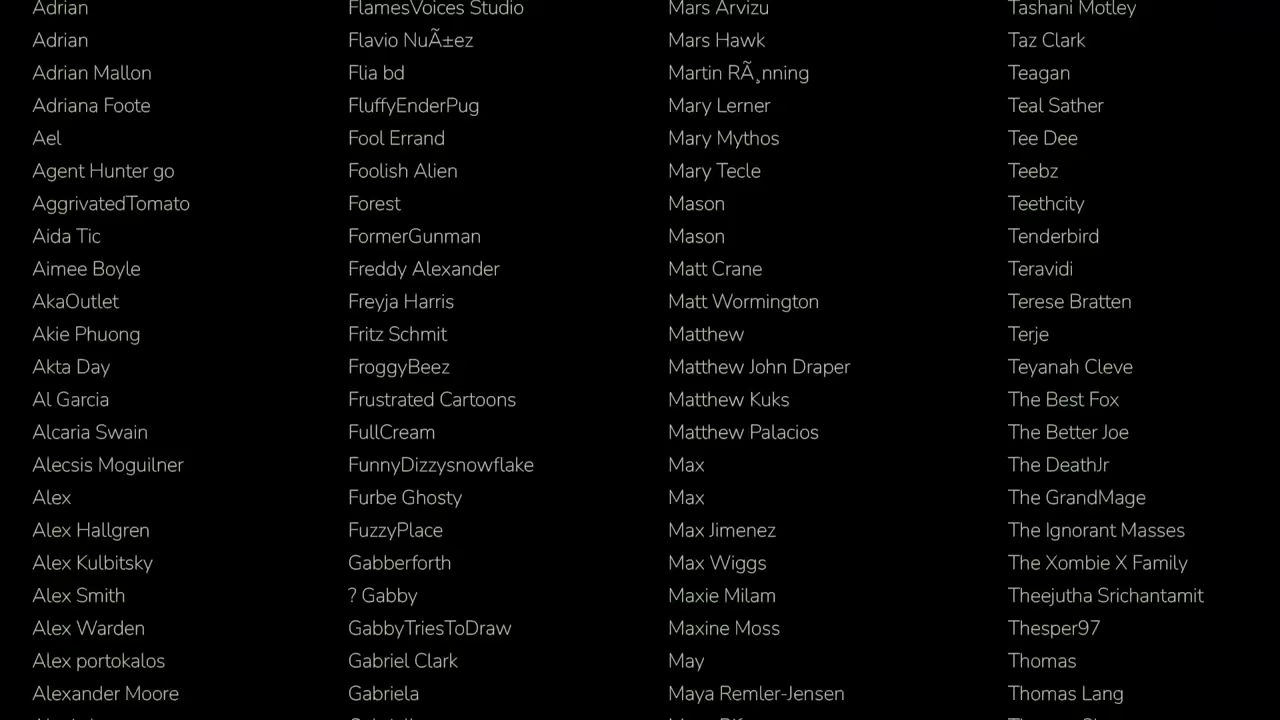 Adrian
Adrian
Adrian Mallon
Adriana Foote
Ael
Agent Hunter go
AggrivatedTomato
Aida Tic
Aimee Boyle
AkaOutlet
Akie Phuong
Akta Day
Al Garcia
Alcaria Swain
Alecsis Moguilner
Alex
Alex Hallgren
Alex Kulbitsky
Alex Smith
Alex Warden
Alex portokalos
Alexander Moore
FlamesVoices Studio
Flavio NuÃ±ez
Flia bd
FluffyEnderPug
Fool Errand
Foolish Alien
Forest
FormerGunman
Freddy Alexander
Freyja Harris
Fritz Schmit
FroggyBeez
Frustrated Cartoons
FullCream
FunnyDizzysnowflake
Furbe Ghosty
FuzzyPlace
Gabberforth
? Gabby
GabbyTriesToDraw
Gabriel Clark
Gabriela
Mars Arvizu
Mars Hawk
Martin RÃ¸nning
Mary Lerner
Mary Mythos
Mary Tecle
Mason
Mason
Matt Crane
Matt Wormington
Matthew
Matthew John Draper
Matthew Kuks
Matthew Palacios
Max
Max
Max Jimenez
Max Wiggs
Maxie Milam
Maxine Moss
May
Maya Remler-Jensen
Tashani Motley
Taz Clark
Teagan
Teal Sather
Tee Dee
Teebz
Teethcity
Tenderbird
Teravidi
Terese Bratten
Terje
Teyanah Cleve
The Best Fox
The Better Joe
The DeathJr
The GrandMage
The Ignorant Masses
The Xombie X Family
Theejutha Srichantamit
Thesper97
Thomas
Thomas Lang